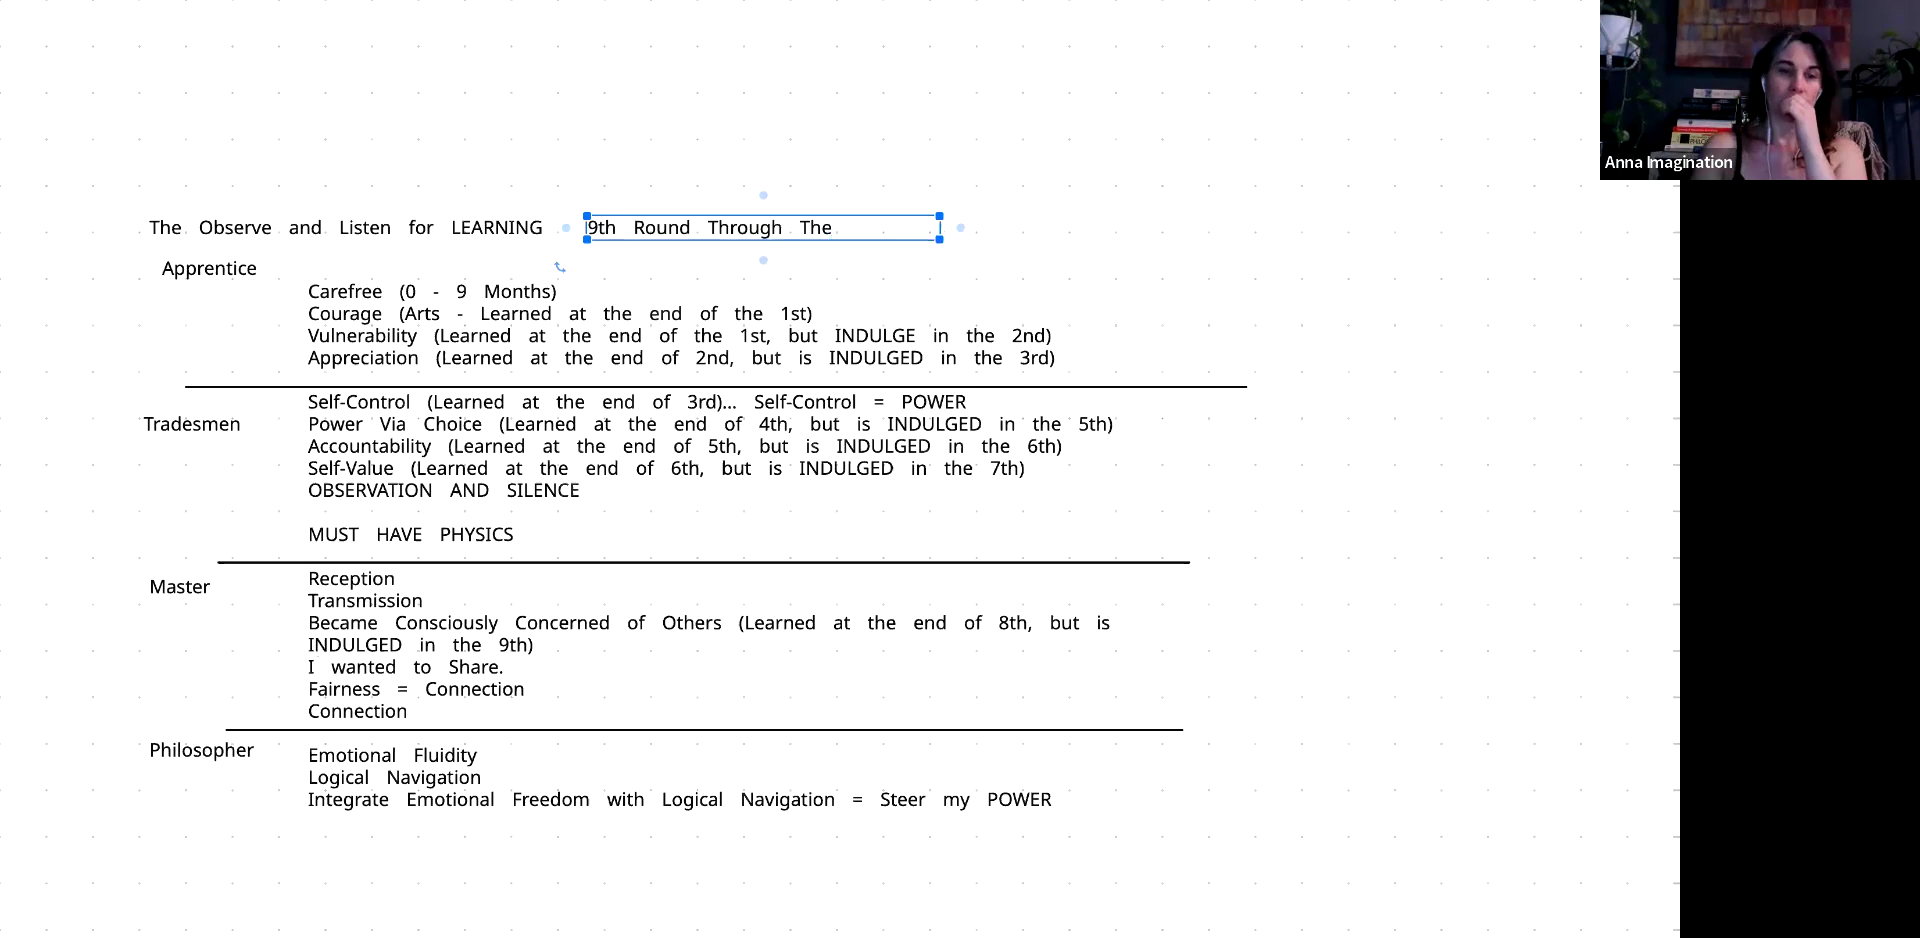 Anna Imagination
The Observe and Listen for LEARNING 9th Round Through The
Apprentice
Carefree (0 - 9 Months)
Courage (Arts - Learned at the end of the 1st)
Vulnerability (Learned at the end of the 1st, but INDULGE in the 2nd)
Appreciation (Learned at the end of 2nd, but is INDULGED in the 3rd)
Self-Control (Learned at the end of 3rd)... Self-Control = POWER
Tradesmen Power Via Choice (Learned at the end of 4th, but is INDULGED in the 5th)
Accountability (Learned at the end of 5th, but is INDULGED in the 6th)
Self-Value (Learned at the end of 6th, but is INDULGED in the 7th)
OBSERVATION AND SILENCE
MUST HAVE PHYSICS
Master Reception
Transmission
Became Consciously Concerned of Others (Learned at the end of 8th, but is
INDULGED in the 9th)
I wanted to Share.
Fairness = Connection
Connection
Philosopher Emotional Fluidity
Logical Navigation
Integrate Emotional Freedom with Logical Navigation = Steer my POWER